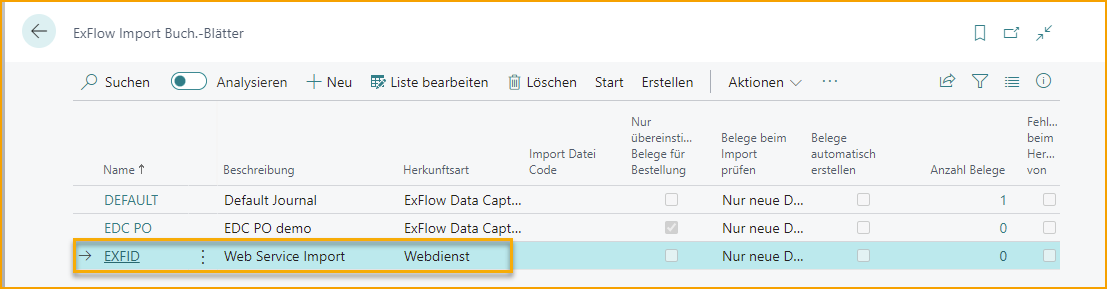 ExFlow Import Buch.-Blätter
Suchen Analysieren Neu Liste bearbeiten Löschen Start Erstellen Aktionen ...
Name ↑ Beschreibung Herkunftsart Import Datei Code Nur übereinsti... Belege für Bestellung Belege beim Import prüfen Belege automatisch erstellen Anzahl Belege Fehl... beim Her... von
DEFAULT Default Journal ExFlow Data Capt... Nur neue D... 1
EDC PO EDC PO demo ExFlow Data Capt... Nur neue D... 0
EXFID Web Service Import Webdienst Nur neue D... 0